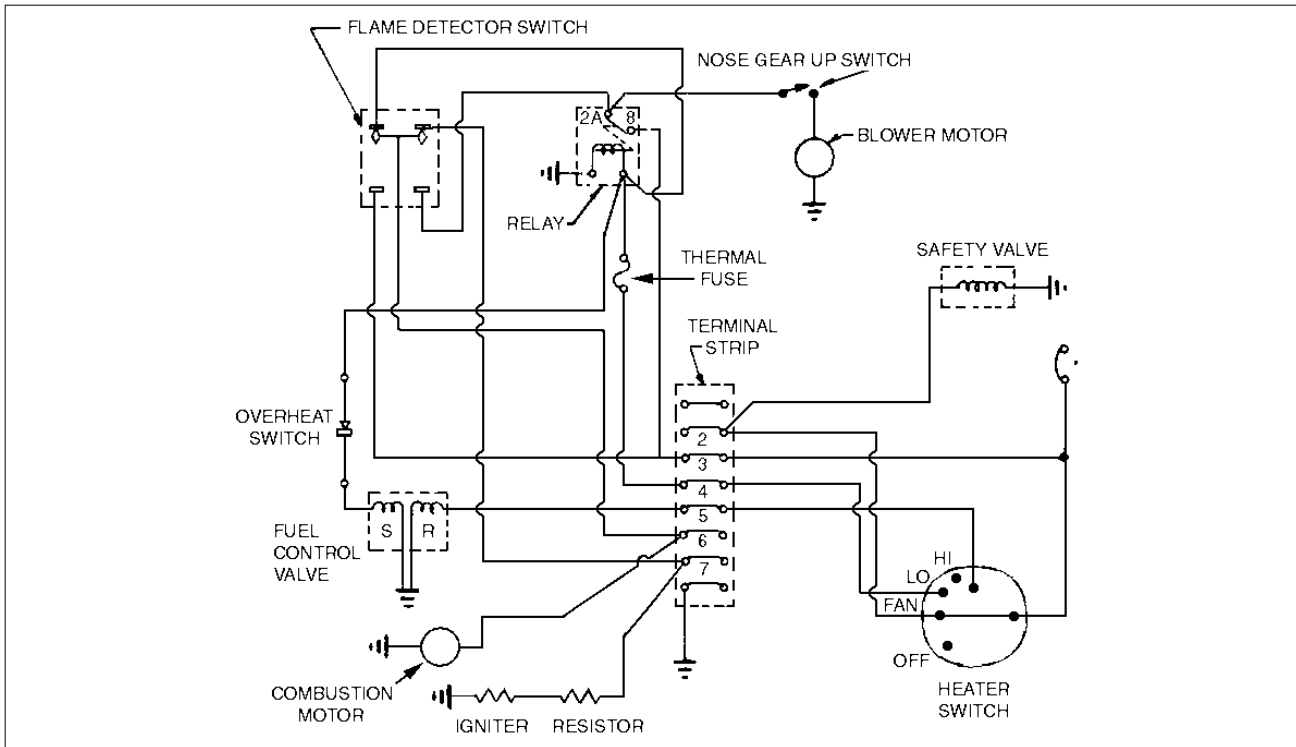 FLAME DETECTOR SWITCH
NOSE GEAR UP SWITCH
2A 8
BLOWER MOTOR
RELAY
THERMAL
FUSE
SAFETY VALVE
TERMINAL
STRIP
OVERHEAT
SWITCH
2
3
4
5
6
7
S R
FUEL
CONTROL
VALVE
HI
LO
FAN
OFF
HEATER
SWITCH
COMBUSTION
MOTOR
IGNITER
RESISTOR